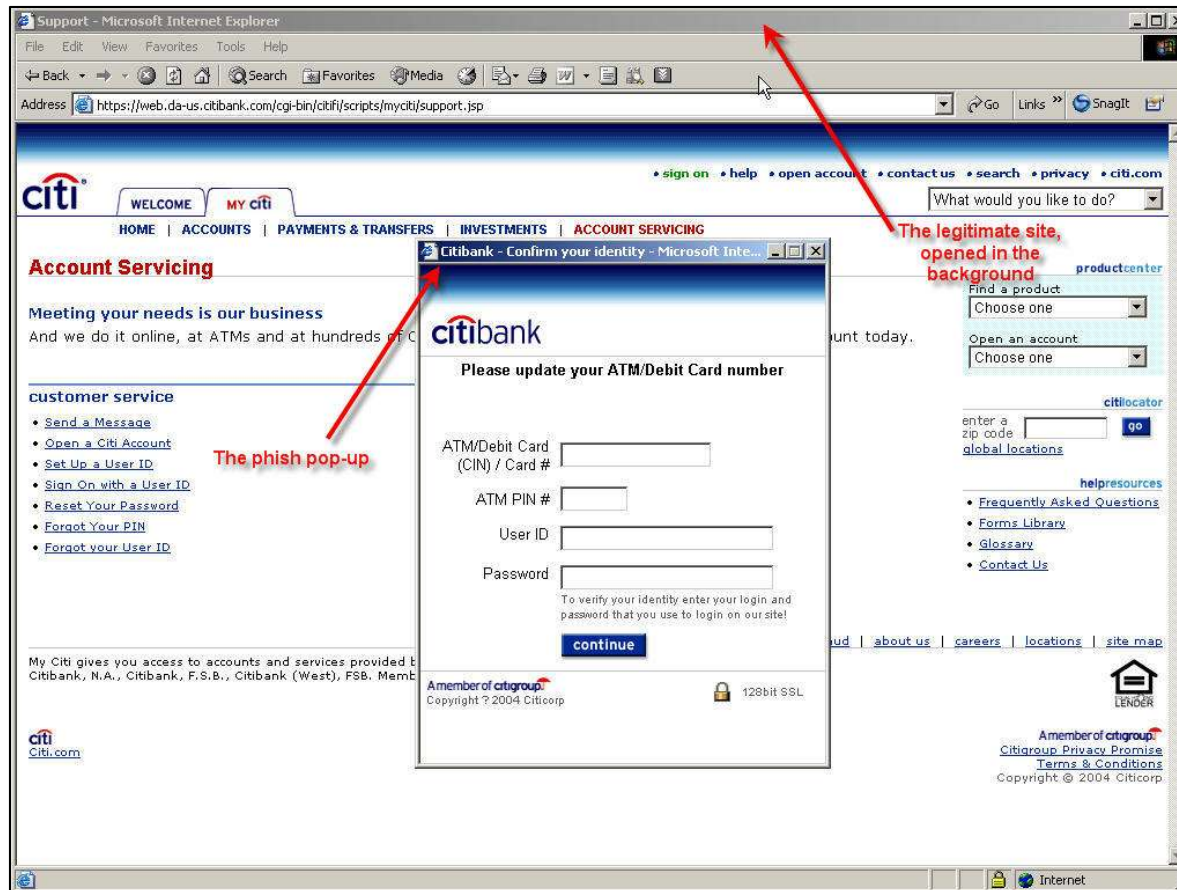 Support - Microsoft Internet Explorer
File Edit View Favorites Tools Help
Back Search Favorites Media
Address https://web.da-us.citibank.com/cgi-bin/citifi/scripts/myciti/support.jsp Go Links » SnagIt
• sign on • help • open account • contact us • search • privacy • citi.com
citi WELCOME MY citi
What would you like to do?
HOME | ACCOUNTS | PAYMENTS & TRANSFERS | INVESTMENTS | ACCOUNT SERVICING
The legitimate site,
opened in the
background
Account Servicing
Meeting your needs is our business
And we do it online, at ATMs and at hundreds of C
unt today.
customer service
• Send a Message
• Open a Citi Account
• Set Up a User ID
• Sign On with a User ID
• Reset Your Password
• Forgot Your PIN
• Forgot your User ID
The phish pop-up
Citibank - Confirm your identity - Microsoft Inte...
citibank
Please update your ATM/Debit Card number
ATM/Debit Card
(CIN) / Card #
ATM PIN #
User ID
Password
To verify your identity enter your login and
password that you use to login on our site!
continue
A member of citigroup
Copyright ? 2004 Citicorp
128bit SSL
productcenter
Find a product
Choose one
Open an account
Choose one
citilocator
enter a
zip code
go
global locations
helpresources
• Frequently Asked Questions
• Forms Library
• Glossary
• Contact Us
ud | about us | careers | locations | site map
My Citi gives you access to accounts and services provided b
Citibank, N.A., Citibank, F.S.B., Citibank (West), FSB. Memb
LENDER
citi
Citi.com
A member of citigroup
Citigroup Privacy Promise
Terms & Conditions
Copyright © 2004 Citicorp
Internet